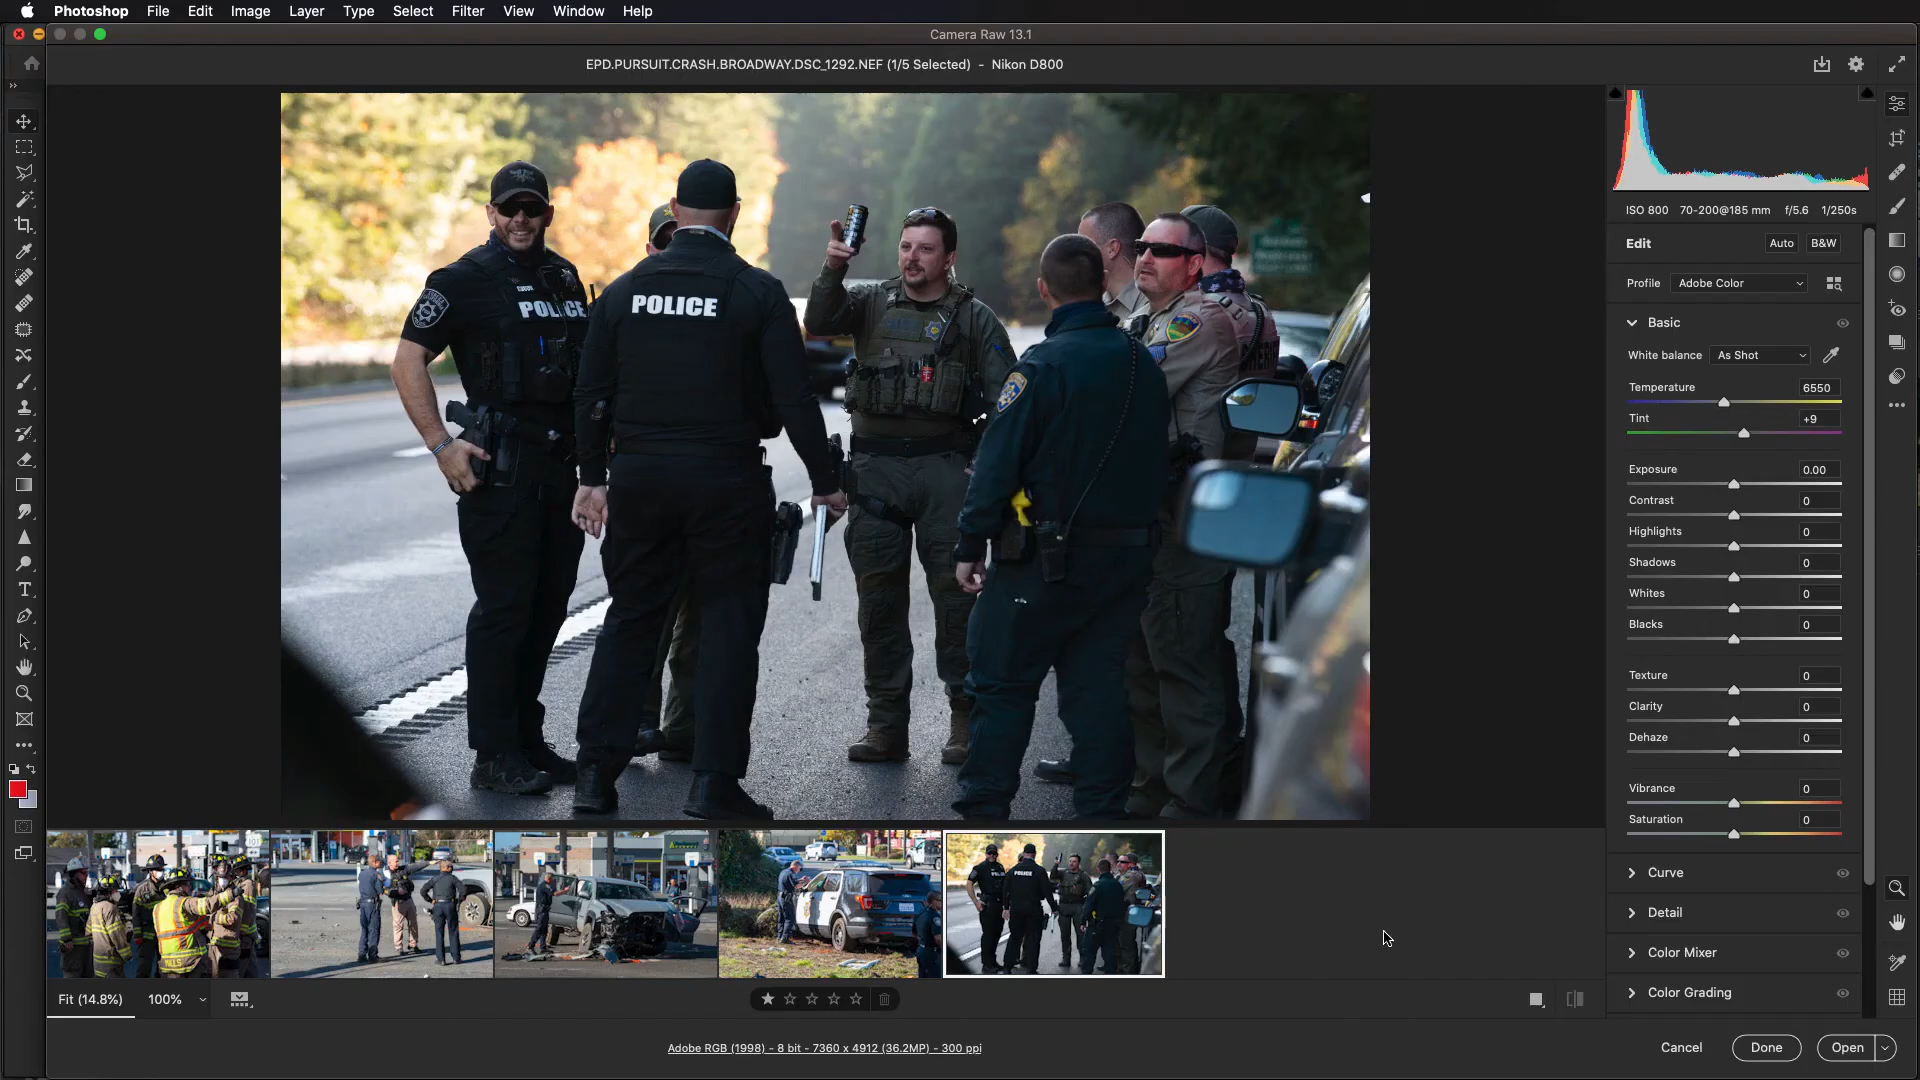 Photoshop File Edit Image Layer Type Select Filter View Window Help
Camera Raw 13.1
EPD.PURSUIT.CRASH.BROADWAY.DSC_1292.NEF (1/5 Selected) - Nikon D800
ISO 800 70-200@185 mm f/5.6 1/250s
Edit Auto B&W
Profile Adobe Color
Basic
White balance As Shot
Temperature 6550
Tint +9
Exposure 0.00
Contrast 0
Highlights 0
Shadows 0
Whites 0
Blacks 0
Texture 0
Clarity 0
Dehaze 0
Vibrance 0
Saturation 0
Curve
Detail
Color Mixer
Color Grading
POLICE
POLICE
Fit (14.8%) 100%
Adobe RGB (1998) - 8 bit - 7360 x 4912 (36.2MP) - 300 ppi
Cancel Done Open